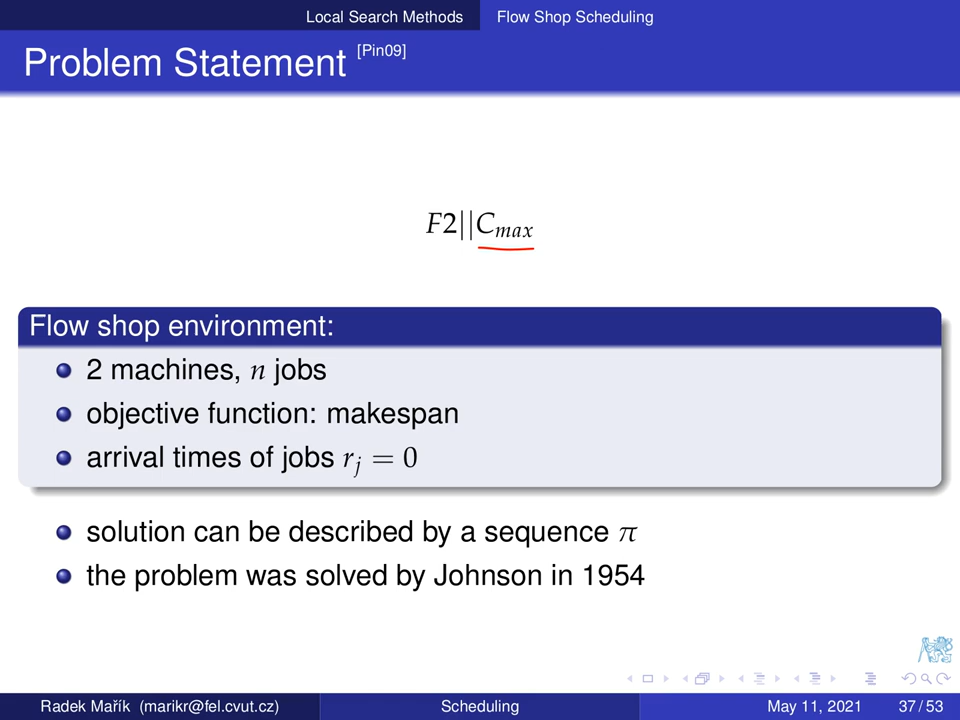 Local Search Methods Flow Shop Scheduling
Problem Statement [Pin09]
F2||C_max
Flow shop environment:
2 machines, n jobs
objective function: makespan
arrival times of jobs r_j = 0
solution can be described by a sequence π
the problem was solved by Johnson in 1954
Radek Mařík (marikr@fel.cvut.cz) Scheduling May 11, 2021 37 / 53